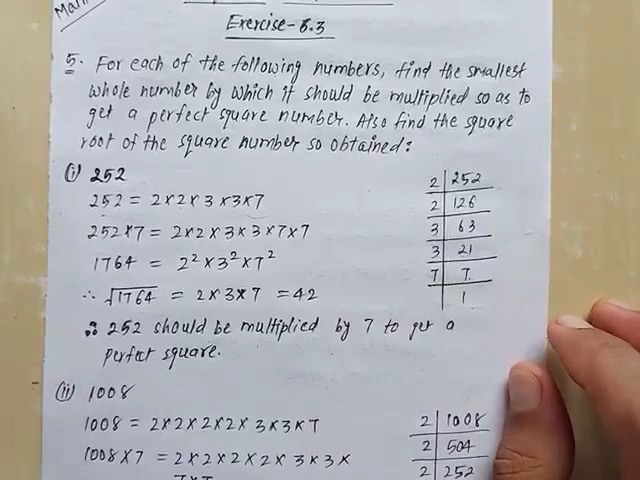 Math
Exercise-6.3
5. For each of the following numbers, find the smallest
whole number by which it should be multiplied so as to
get a perfect square number. Also find the square
root of the square number so obtained:
(i) 252
252 = 2×2×3×3×7
252×7 = 2×2×3×3×7×7
1764 = 2²×3²×7²
∴ √1764 = 2×3×7 = 42
∴ 252 should be multiplied by 7 to get a
perfect square.
2 | 252
2 | 126
3 | 63
3 | 21
7 | 7
| 1
(ii) 1008
1008 = 2×2×2×2×3×3×7
1008×7 = 2×2×2×2×3×3×
7×7
2 | 1008
2 | 504
2 | 252